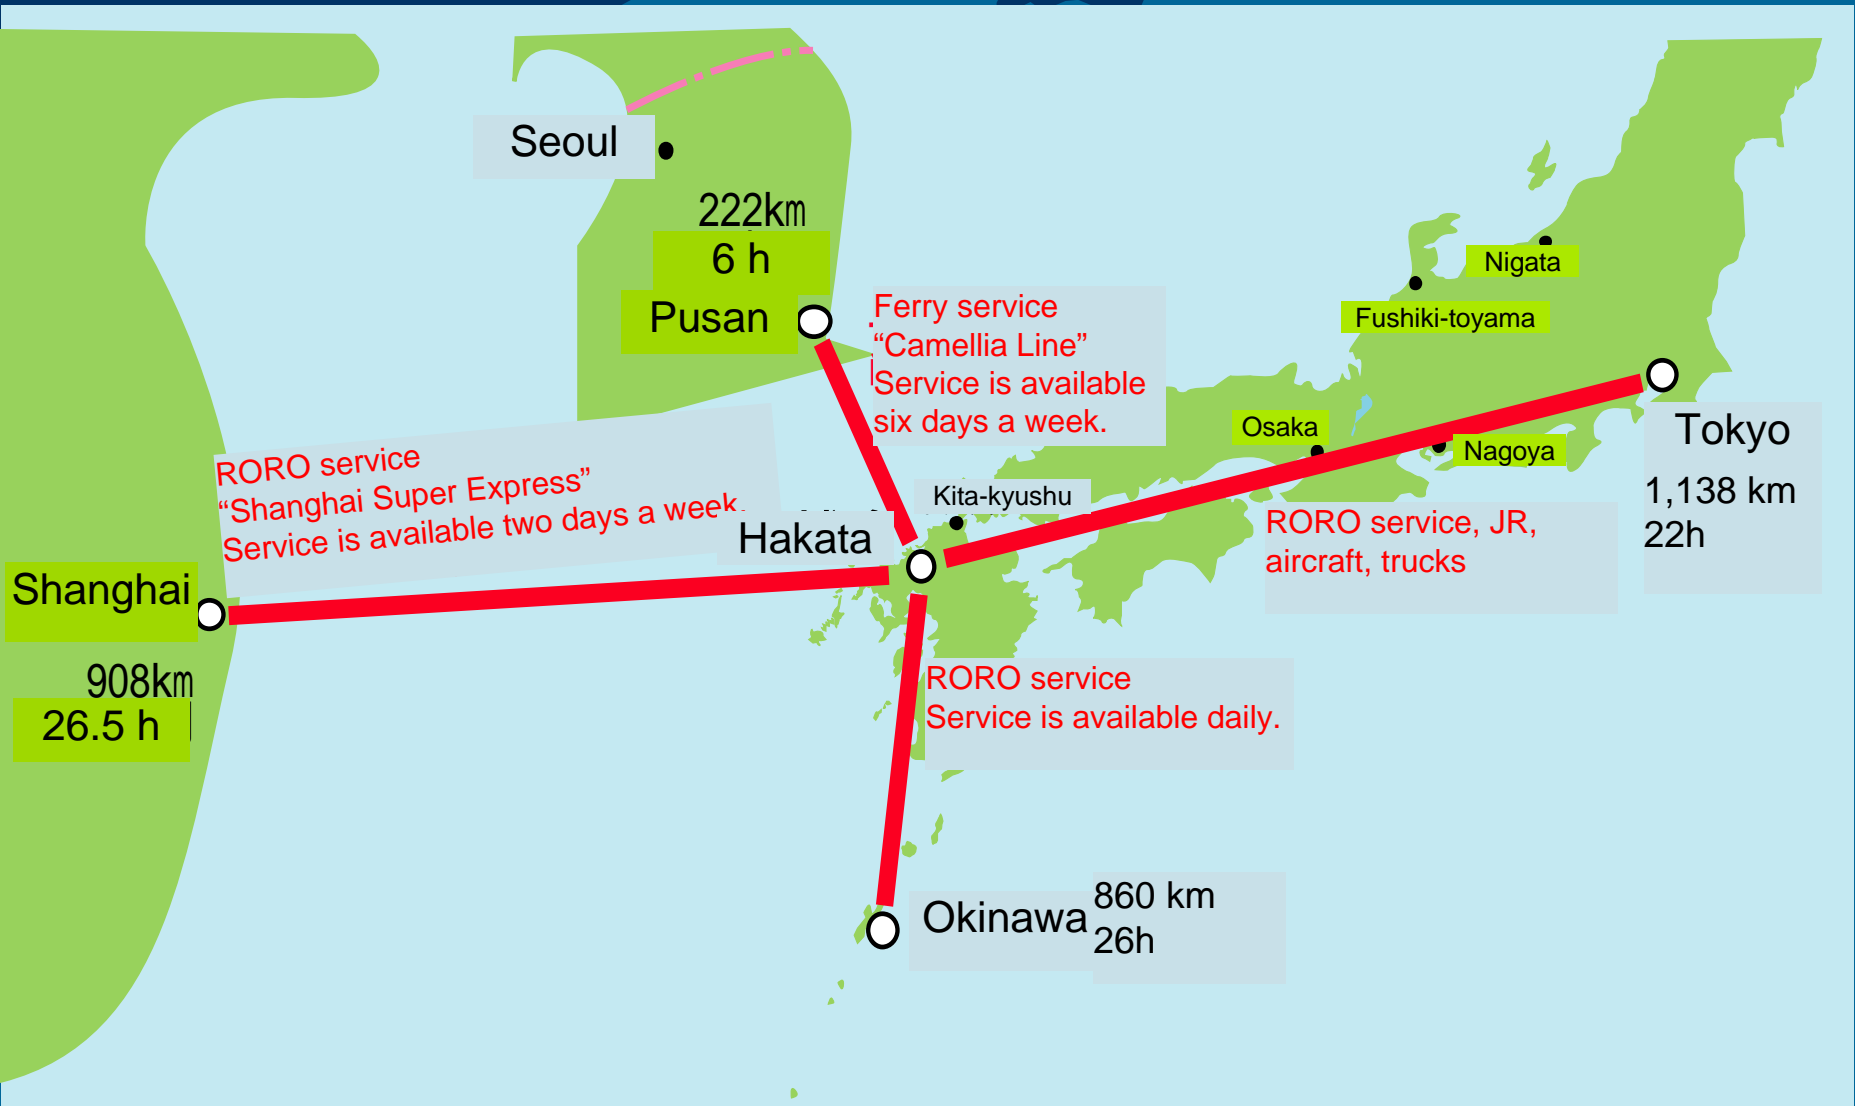 Seoul
222km
6 h
Pusan
Ferry service
“Camellia Line”
Service is available
six days a week.
Nigata
Fushiki-toyama
Osaka
Nagoya
Tokyo
1,138 km
22h
RORO service
“Shanghai Super Express”
Service is available two days a week.
Kita-kyushu
Hakata
RORO service, JR,
aircraft, trucks
Shanghai
908km
26.5 h
RORO service
Service is available daily.
Okinawa
860 km
26h